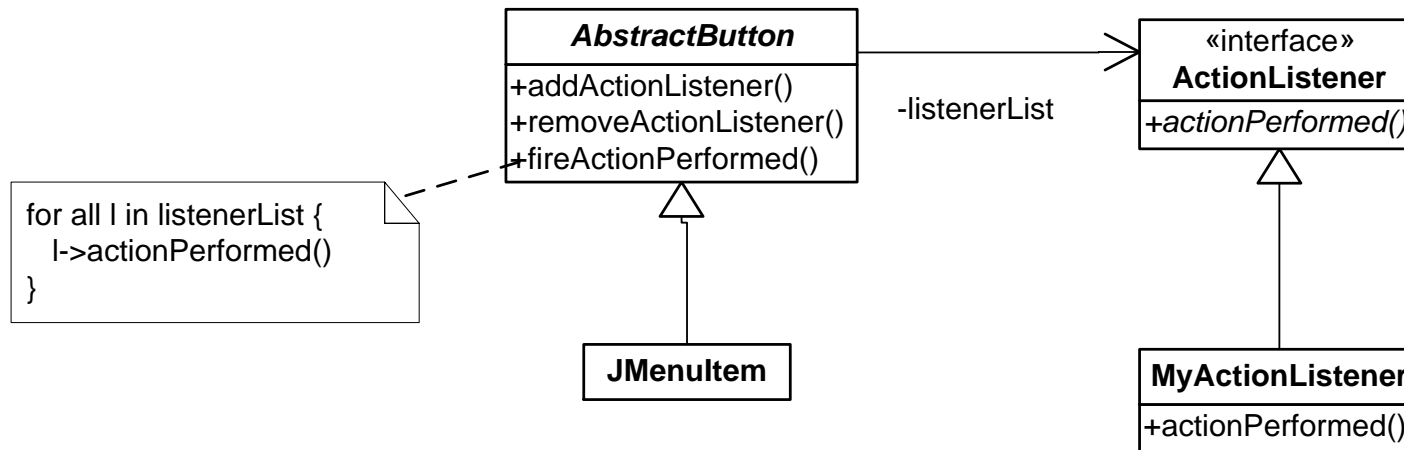 AbstractButton
+addActionListener()
+removeActionListener()
+fireActionPerformed()
-listenerList
«interface»
ActionListener
+actionPerformed()
for all l in listenerList {
l->actionPerformed()
}
JMenuItem
MyActionListener
+actionPerformed()